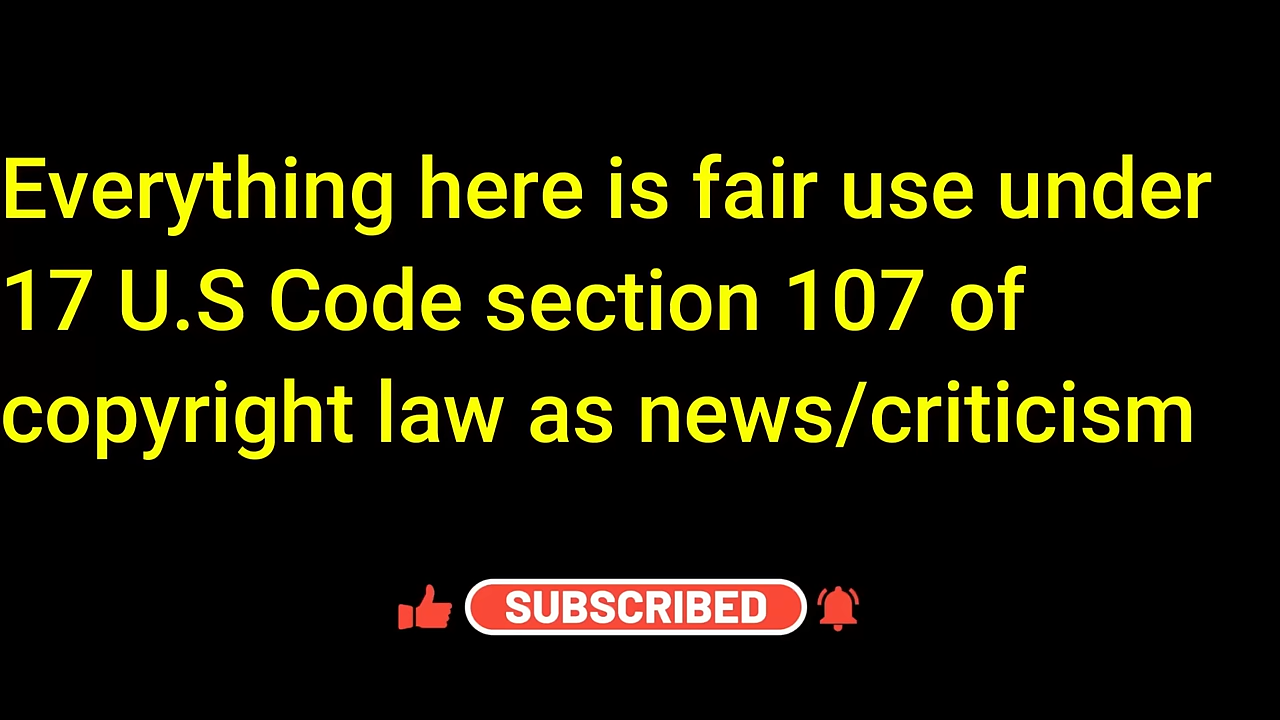 Everything here is fair use under
17 U.S Code section 107 of
copyright law as news/criticism
SUBSCRIBED